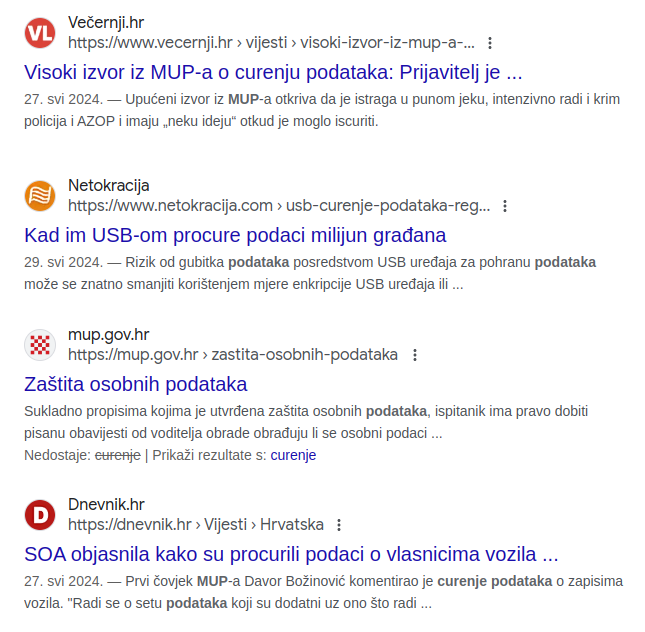 VL
Večernji.hr
https://www.vecernji.hr › vijesti › visoki-izvor-iz-mup-a-...
Visoki izvor iz MUP-a o curenju podataka: Prijavitelj je ...
27. svi 2024. — Upućeni izvor iz MUP-a otkriva da je istraga u punom jeku, intenzivno radi i krim
policija i AZOP i imaju „neku ideju“ otkud je moglo iscuriti.
Netokracija
https://www.netokracija.com › usb-curenje-podataka-reg...
Kad im USB-om procure podaci milijun građana
29. svi 2024. — Rizik od gubitka podataka posredstvom USB uređaja za pohranu podataka
može se znatno smanjiti korištenjem mjere enkripcije USB uređaja ili ...
mup.gov.hr
https://mup.gov.hr › zastita-osobnih-podataka
Zaštita osobnih podataka
Sukladno propisima kojima je utvrđena zaštita osobnih podataka, ispitanik ima pravo dobiti
pisanu obavijesti od voditelja obrade obrađuju li se osobni podaci ...
Nedostaje: curenje | Prikaži rezultate s: curenje
D
Dnevnik.hr
https://dnevnik.hr › Vijesti › Hrvatska
SOA objasnila kako su procurili podaci o vlasnicima vozila ...
27. svi 2024. — Prvi čovjek MUP-a Davor Božinović komentirao je curenje podataka o zapisima
vozila. "Radi se o setu podataka koji su dodatni uz ono što radi ...